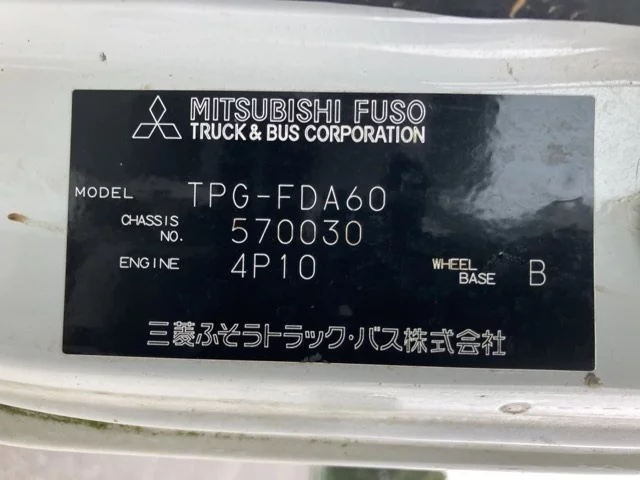 MITSUBISHI FUSO
TRUCK & BUS CORPORATION
MODEL TPG-FDA60
CHASSIS NO. 570030
ENGINE 4P10 WHEEL BASE B
三菱ふそうトラック・バス株式会社